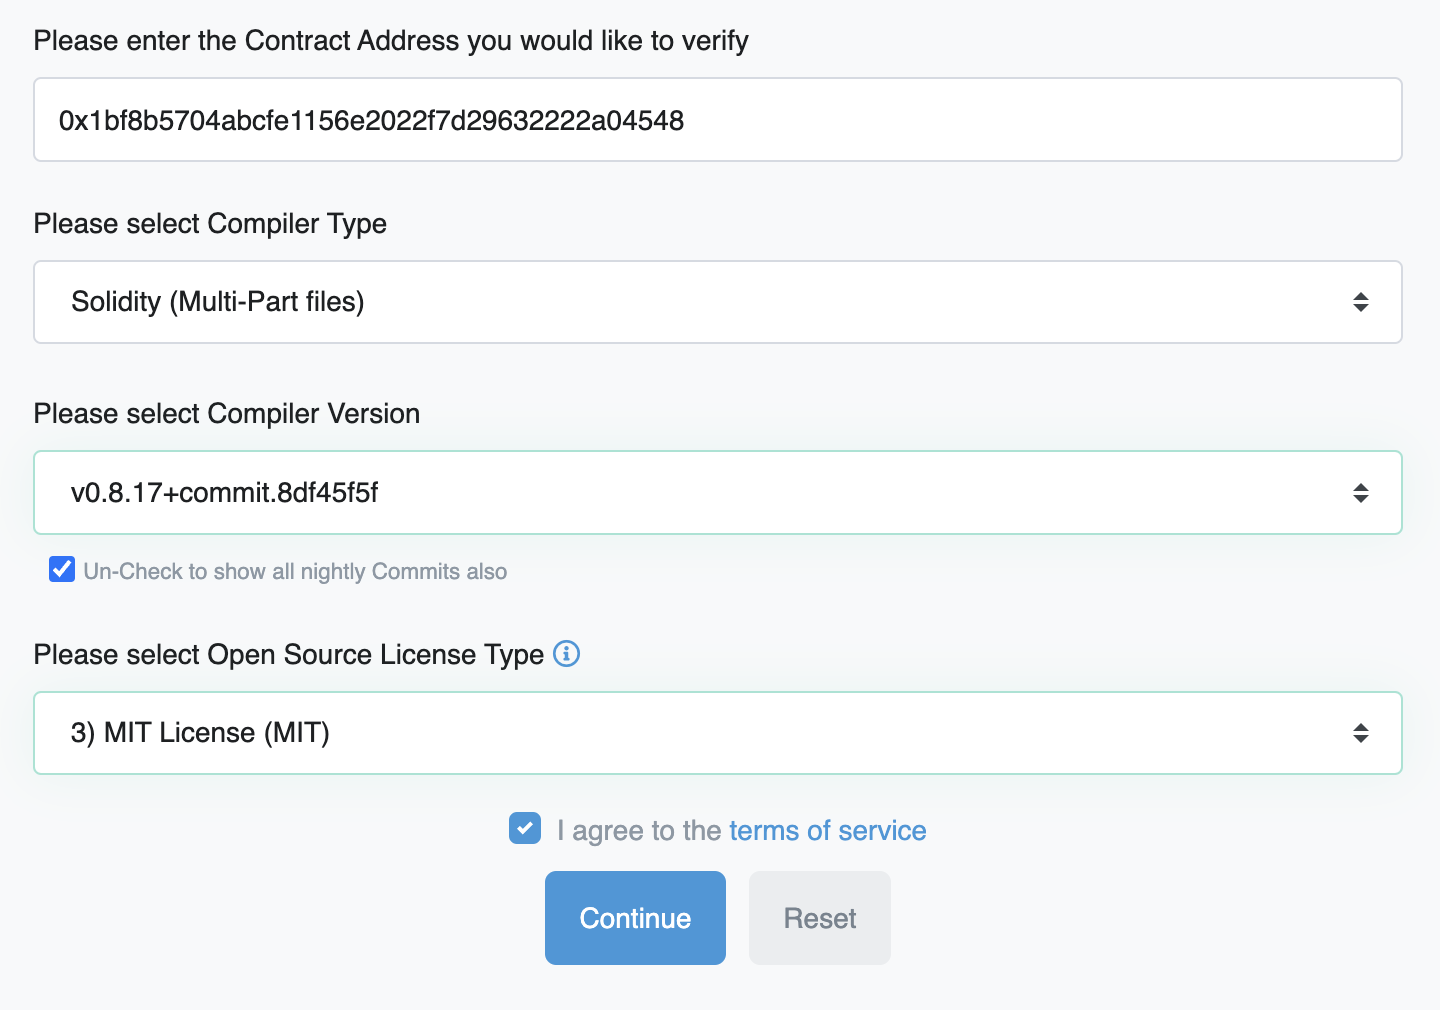 Please enter the Contract Address you would like to verify
0x1bf8b5704abcfe1156e2022f7d29632222a04548
Please select Compiler Type
Solidity (Multi-Part files)
Please select Compiler Version
v0.8.17+commit.8df45f5f
Un-Check to show all nightly Commits also
Please select Open Source License Type
3) MIT License (MIT)
I agree to the terms of service
Continue
Reset